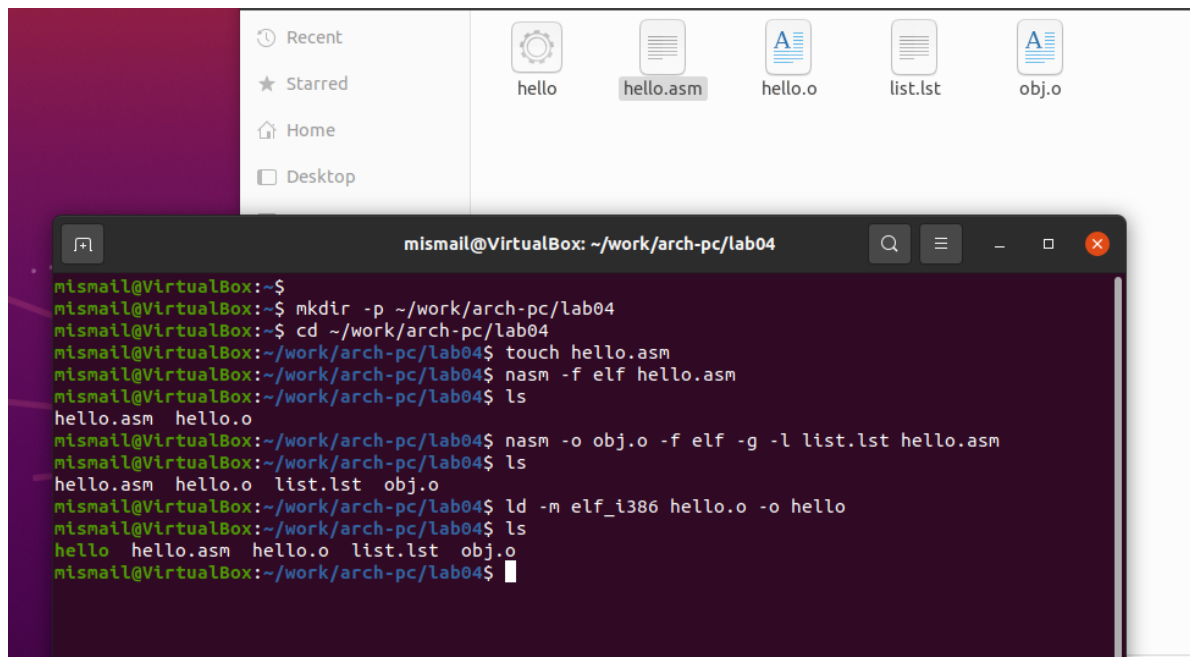 Recent
Starred
Home
Desktop
hello hello.asm hello.o list.lst obj.o
mismail@VirtualBox: ~/work/arch-pc/lab04
mismail@VirtualBox:~$
mismail@VirtualBox:~$ mkdir -p ~/work/arch-pc/lab04
mismail@VirtualBox:~$ cd ~/work/arch-pc/lab04
mismail@VirtualBox:~/work/arch-pc/lab04$ touch hello.asm
mismail@VirtualBox:~/work/arch-pc/lab04$ nasm -f elf hello.asm
mismail@VirtualBox:~/work/arch-pc/lab04$ ls
hello.asm  hello.o
mismail@VirtualBox:~/work/arch-pc/lab04$ nasm -o obj.o -f elf -g -l list.lst hello.asm
mismail@VirtualBox:~/work/arch-pc/lab04$ ls
hello.asm  hello.o  list.lst  obj.o
mismail@VirtualBox:~/work/arch-pc/lab04$ ld -m elf_i386 hello.o -o hello
mismail@VirtualBox:~/work/arch-pc/lab04$ ls
hello  hello.asm  hello.o  list.lst  obj.o
mismail@VirtualBox:~/work/arch-pc/lab04$